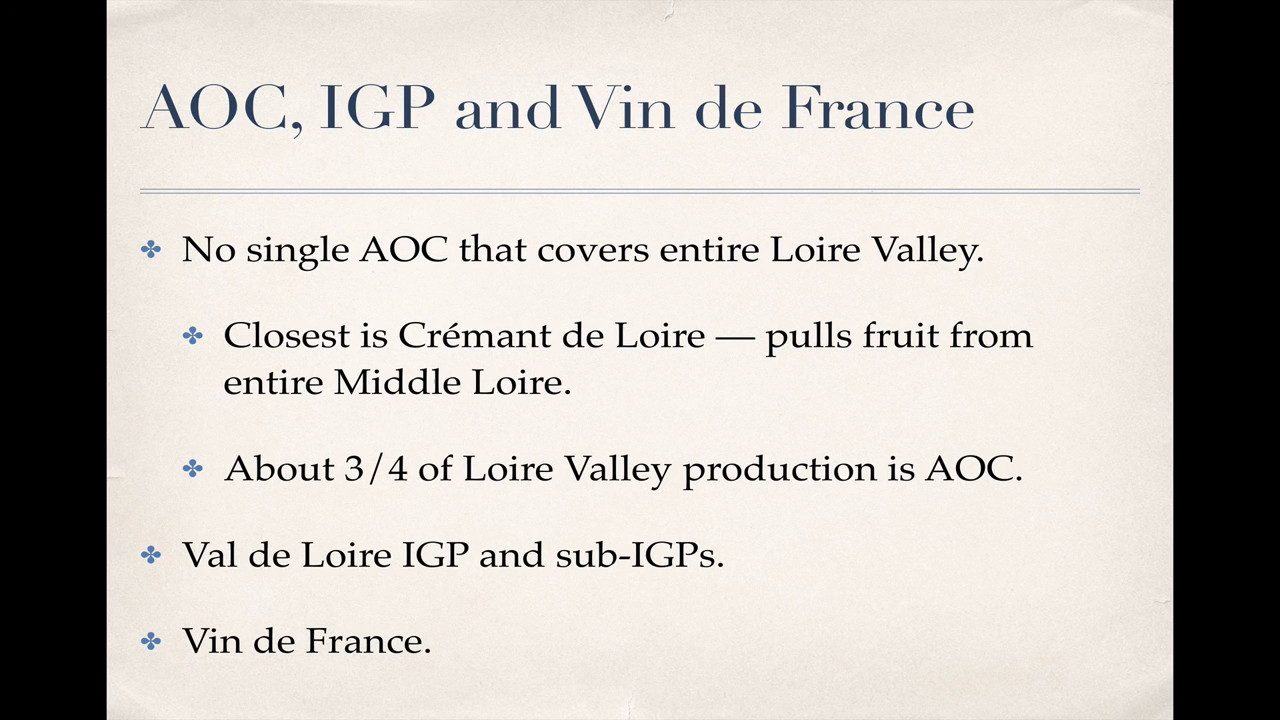 AOC, IGP and Vin de France
No single AOC that covers entire Loire Valley.
Closest is Crémant de Loire — pulls fruit from
entire Middle Loire.
About 3/4 of Loire Valley production is AOC.
Val de Loire IGP and sub-IGPs.
Vin de France.